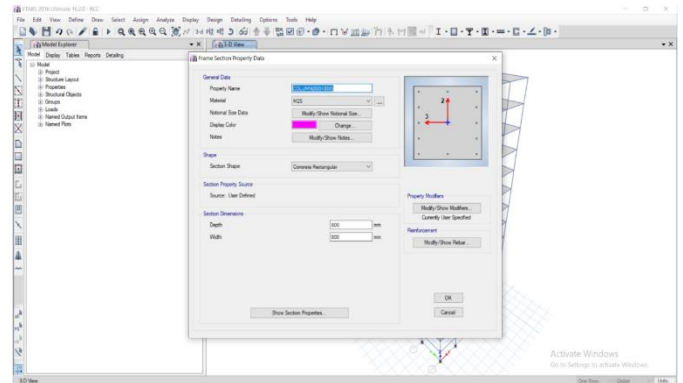 ETABS 2016 Ultimate 16.2.0 - RCC
File Edit View Define Draw Select Assign Analyze Display Design Detailing Options Tools Help
Model Explorer
3-D View
Model Display Tables Reports Detailing
Model
Project
Structure Layout
Properties
Structural Objects
Groups
Loads
Named Output Items
Named Plots
Frame Section Property Data
General Data
Property Name
Material M25
Notional Size Data Modify/Show Notional Size...
Display Color Change...
Notes Modify/Show Notes...
Shape
Section Shape Concrete Rectangular
Section Property Source
Source: User Defined
Section Dimensions
Depth 800 mm
Width 800 mm
Show Section Properties...
2
3
Property Modifiers
Modify/Show Modifiers...
Currently User Specified
Reinforcement
Modify/Show Rebar...
OK
Cancel
Activate Windows
Go to Settings to activate Windows.
3-D View
One Story Global Units